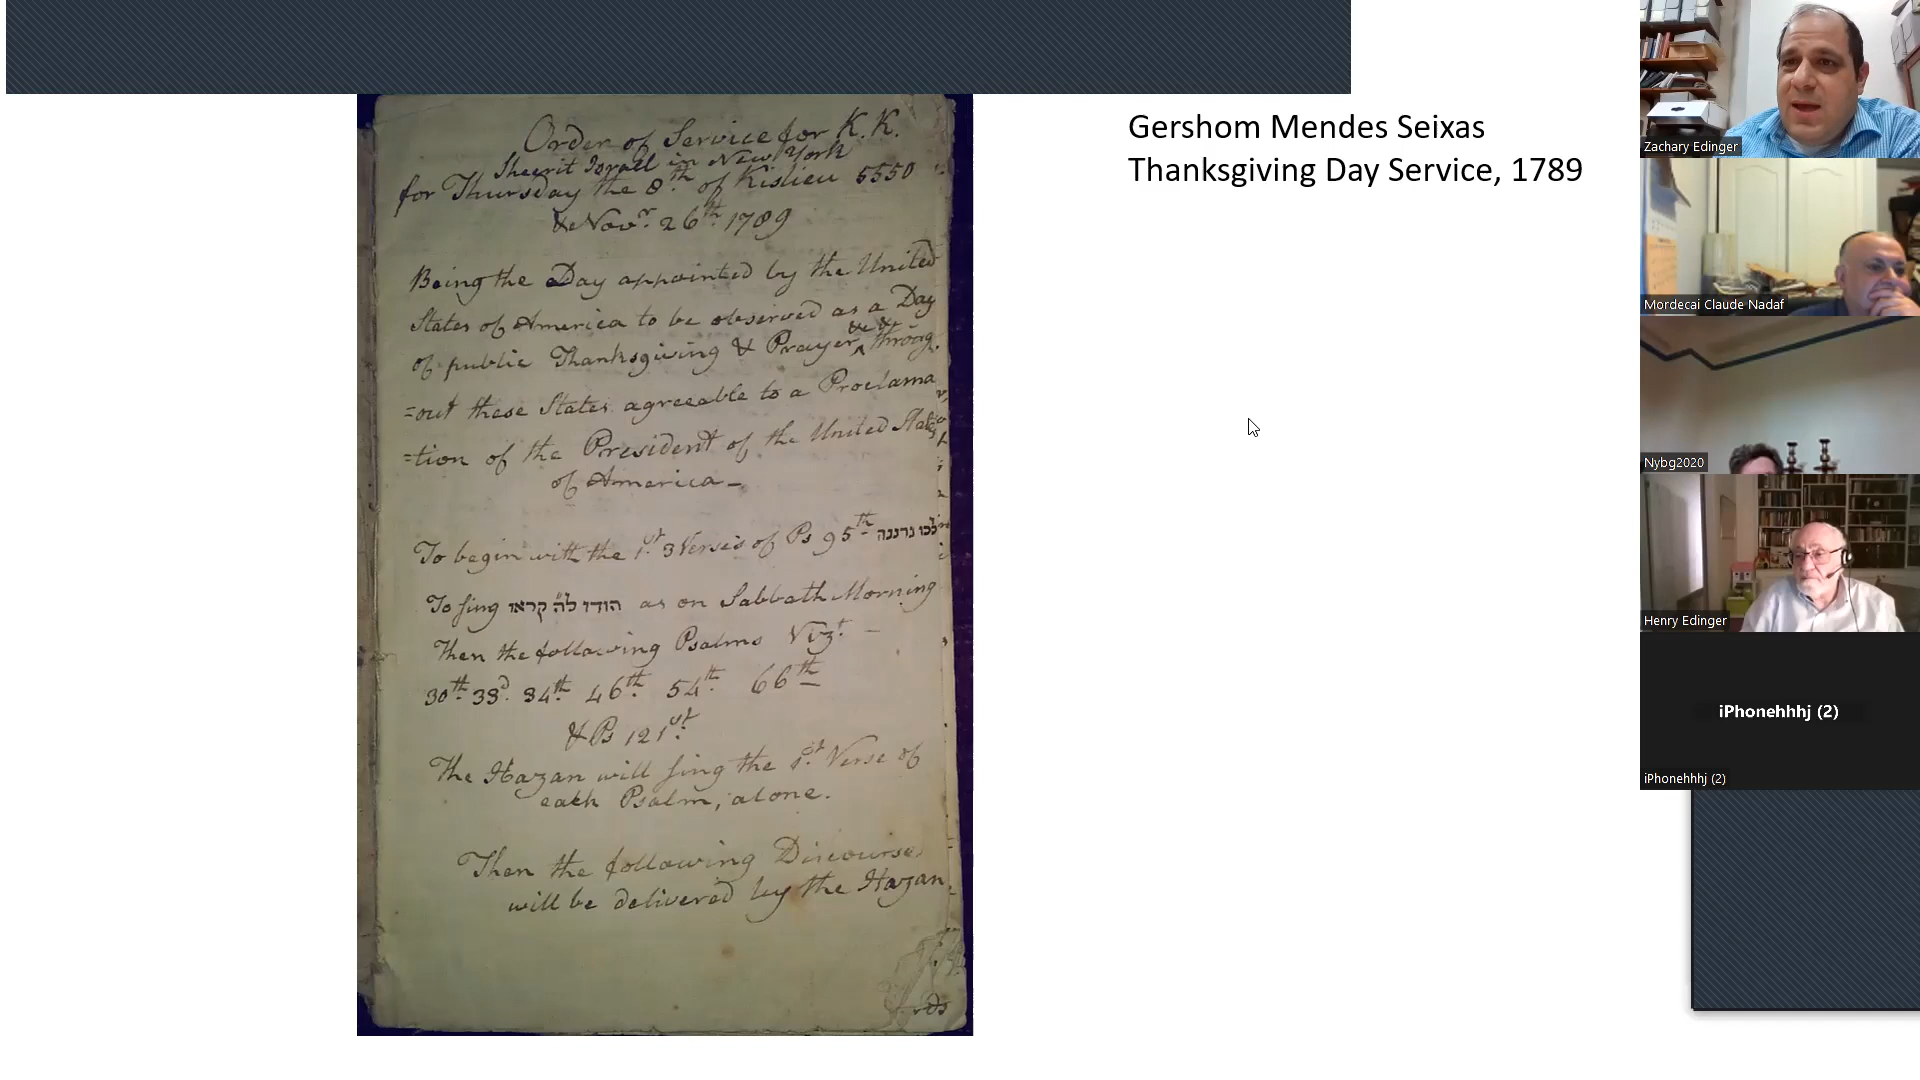 Order of Service for K. K.
Sheerit Israel in New York
for Thursday the 8th. of Kislieu 5550
& Novr. 26th. 1789
Being the Day appointed by the United
States of America to be observed as a Day
of public Thanksgiving & Prayer &c &c throug
=out these States agreeable to a Proclama
=tion of the President of the United States
of America—
To begin with the 1st. 3 Verses of Ps 95th לכו נרננה
To sing הודו לה' קראו as on Sabbath Morning
Then the following Psalms Vizt. —
30th. 33d. 34th. 46th. 54th. 66th
& Ps 121st.
The Hazan will sing the 1st. Verse of
each Psalm, alone.
Then the following Discourse
will be delivered by the Hazan
Gershom Mendes Seixas
Thanksgiving Day Service, 1789
Zachary Edinger
Mordecai Claude Nadaf
Nybg2020
Henry Edinger
iPhonehhhj (2)
iPhonehhhj (2)